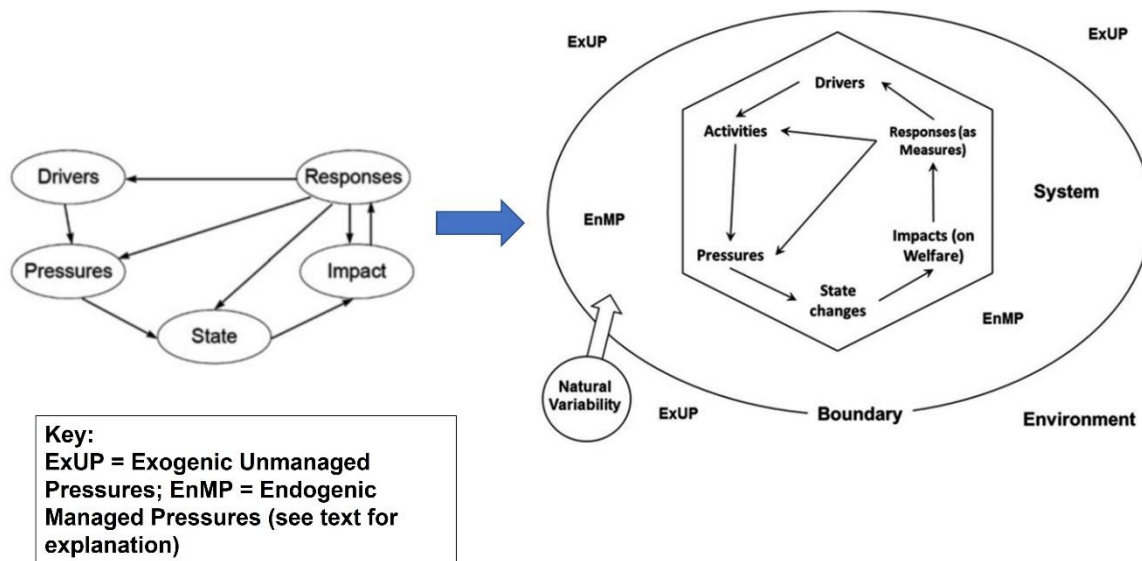 Drivers
Responses
Pressures
Impact
State
Key:
ExUP = Exogenic Unmanaged
Pressures; EnMP = Endogenic
Managed Pressures (see text for
explanation)
ExUP
ExUP
Drivers
Activities
Responses (as
Measures)
System
EnMP
Pressures
Impacts (on
Welfare)
State
changes
EnMP
Natural
Variability
ExUP
Boundary
Environment